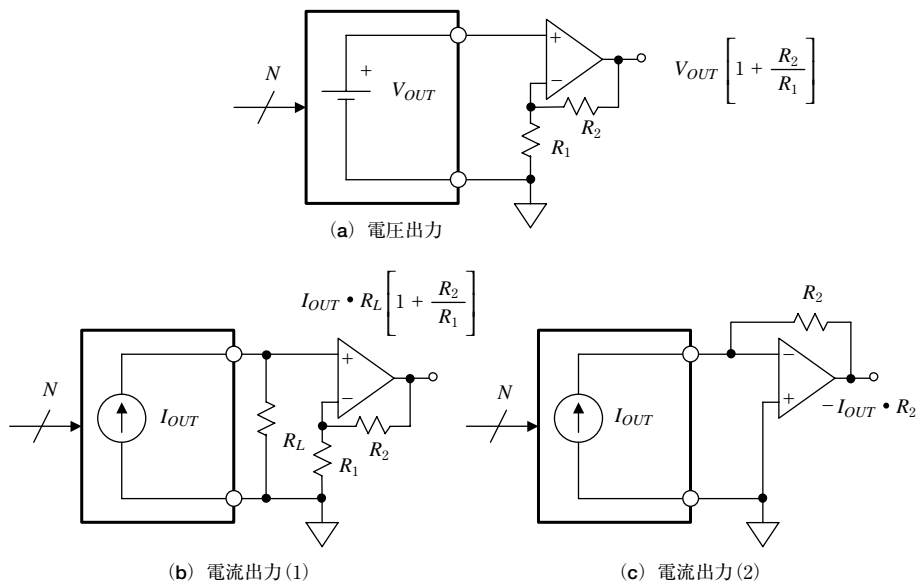 N
+
V_OUT
+
−
R_2
R_1
V_OUT [1 + R_2/R_1]
(a) 電圧出力
I_OUT • R_L [1 + R_2/R_1]
N
I_OUT
R_L
+
−
R_2
R_1
(b) 電流出力(1)
N
I_OUT
R_2
−
+
−I_OUT • R_2
(c) 電流出力(2)